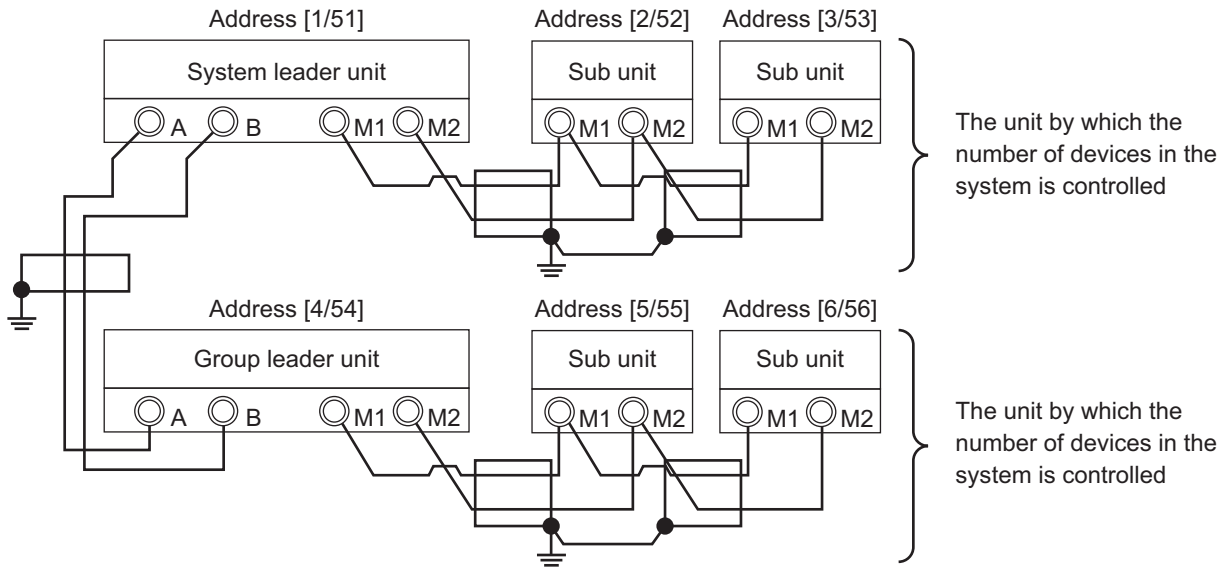 Address [1/51]
Address [2/52]
Address [3/53]
System leader unit
Sub unit
Sub unit
A
B
M1
M2
M1
M2
M1
M2
The unit by which the
number of devices in the
system is controlled
Address [4/54]
Address [5/55]
Address [6/56]
Group leader unit
Sub unit
Sub unit
A
B
M1
M2
M1
M2
M1
M2
The unit by which the
number of devices in the
system is controlled